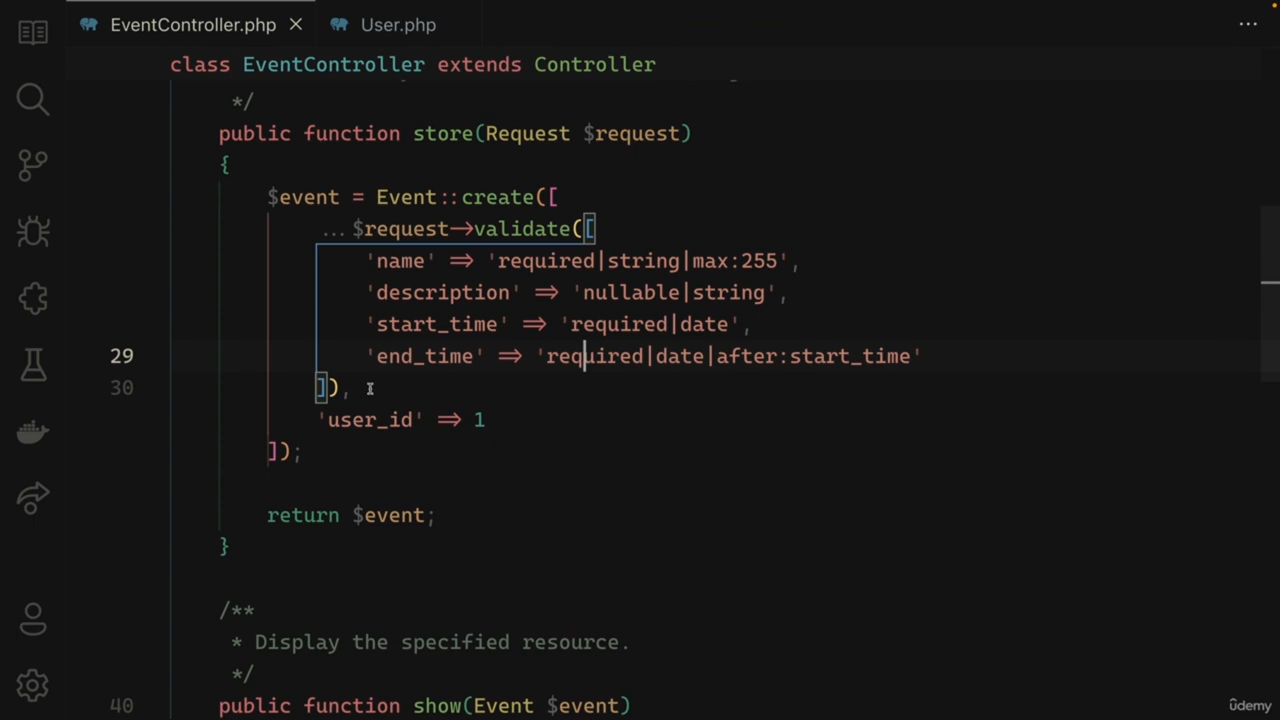 EventController.php × User.php ...
class EventController extends Controller
*/
public function store(Request $request)
{
$event = Event::create([
...$request->validate([
'name' => 'required|string|max:255',
'description' => 'nullable|string',
'start_time' => 'required|date',
29 'end_time' => 'required|date|after:start_time'
30 ]),
'user_id' => 1
]);
return $event;
}
/**
* Display the specified resource.
*/
40 public function show(Event $event)
ûdemy